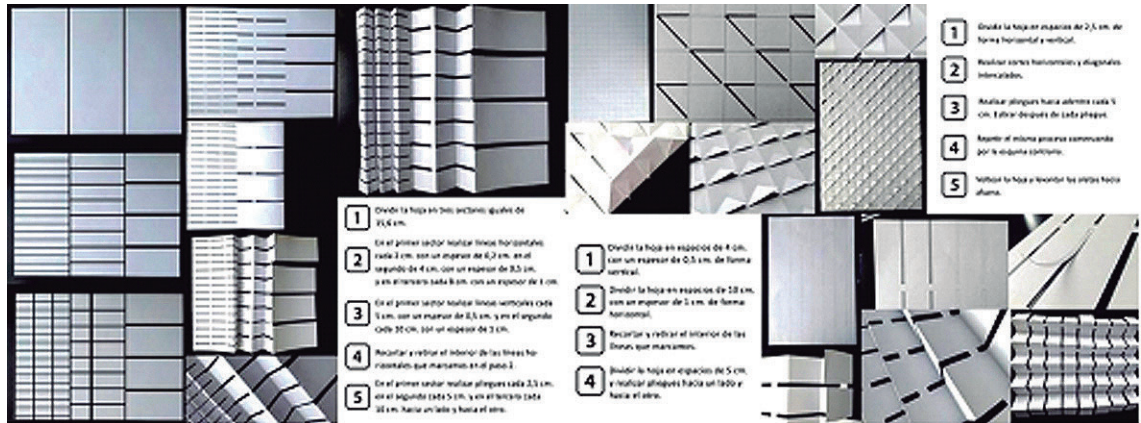 1 Dividir la hoja en tres sectores iguales de
15,6 cm.
2 En el primer sector realizar líneas horizontales
cada 2 cm. con un espesor de 0,2 cm. en el
segundo de 4 cm. con un espesor de 0,5 cm.
y en el tercero cada 8 cm. con un espesor de 1 cm.
3 En el primer sector realizar líneas verticales cada
5 cm. con un espesor de 0,5 cm. y en el segundo
cada 10 cm. con un espesor de 1 cm.
4 Recortar y retirar el interior de las líneas ho-
rizontales que marcamos en el paso 2.
5 En el primer sector realizar pliegues cada 2,5 cm.
en el segundo cada 5 cm. y en el tercero cada
10 cm. hacia un lado y hacia el otro.
1 Dividir la hoja en espacios de 4 cm.
con un espesor de 0,5 cm. de forma
vertical.
2 Dividir la hoja en espacios de 10 cm.
con un espesor de 1 cm. de forma
horizontal.
3 Recortar y retirar el interior de las
líneas que marcamos.
4 Dividir la hoja en espacios de 5 cm.
y realizar pliegues hacia un lado y
hacia el otro.
1 Dividir la hoja en espacios de 2,5 cm. de
forma horizontal y vertical.
2 Realizar cortes horizontales y diagonales
intercalados.
3 Realizar pliegues hacia adentro cada 5
cm. Estirar después de cada pliegue.
4 Repetir el mismo proceso comenzando
por la esquina contraria.
5 Voltear la hoja y levantar las aletas hacia
afuera.